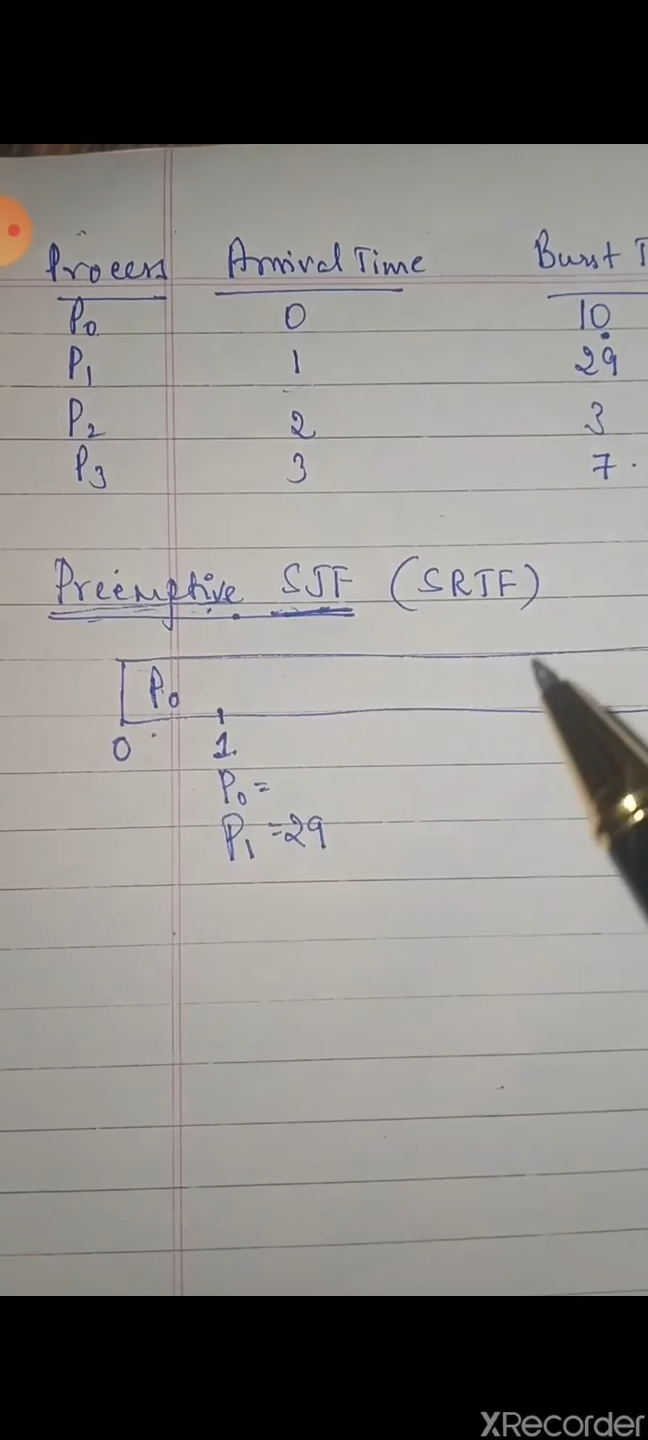 Process Arrival Time Burst T
P0 0 10
P1 1 29
P2 2 3
P3 3 7.
Preemptive SJF (SRTF)
P0
0 1.
P0 =
P1 = 29
XRecorder